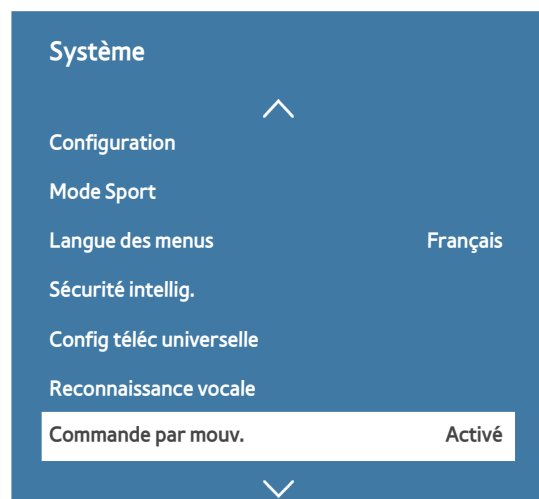 Système
Configuration
Mode Sport
Langue des menus Français
Sécurité intellig.
Config téléc universelle
Reconnaissance vocale
Commande par mouv. Activé